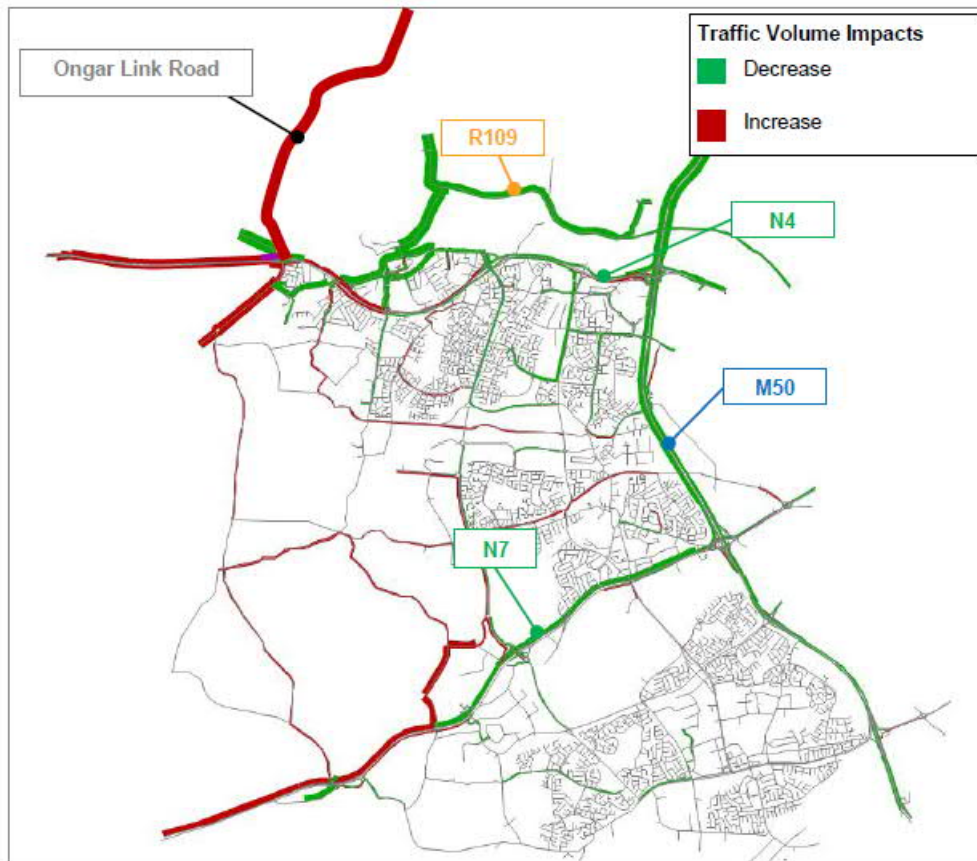 Traffic Volume Impacts
Decrease
Increase
Ongar Link Road
R109
N4
M50
N7